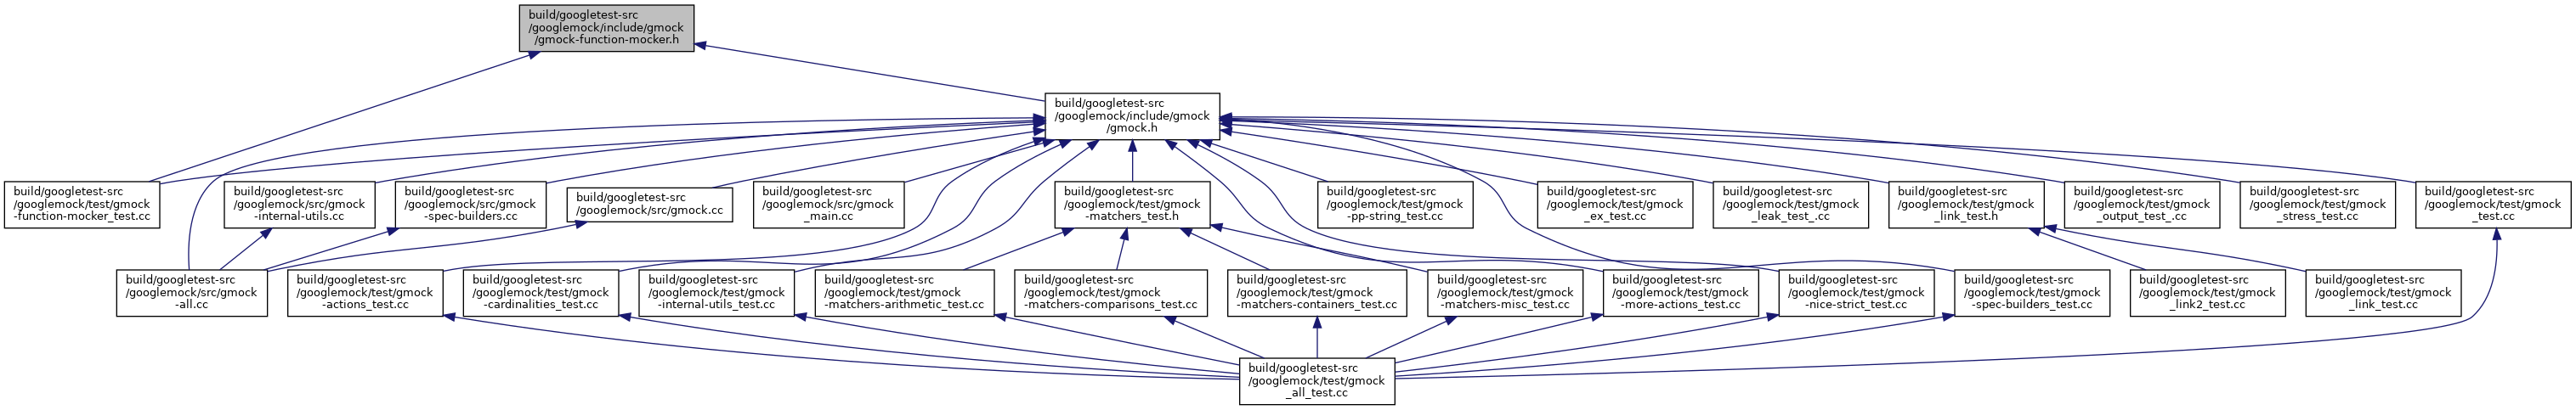 build/googletest-src
/googlemock/include/gmock
/gmock-function-mocker.h
build/googletest-src
/googlemock/include/gmock
/gmock.h
build/googletest-src
/googlemock/test/gmock
-function-mocker_test.cc
build/googletest-src
/googlemock/src/gmock
-internal-utils.cc
build/googletest-src
/googlemock/src/gmock
-spec-builders.cc
build/googletest-src
/googlemock/src/gmock.cc
build/googletest-src
/googlemock/src/gmock
_main.cc
build/googletest-src
/googlemock/test/gmock
-matchers_test.h
build/googletest-src
/googlemock/test/gmock
-pp-string_test.cc
build/googletest-src
/googlemock/test/gmock
_ex_test.cc
build/googletest-src
/googlemock/test/gmock
_leak_test_.cc
build/googletest-src
/googlemock/test/gmock
_link_test.h
build/googletest-src
/googlemock/test/gmock
_output_test_.cc
build/googletest-src
/googlemock/test/gmock
_stress_test.cc
build/googletest-src
/googlemock/test/gmock
_test.cc
build/googletest-src
/googlemock/src/gmock
-all.cc
build/googletest-src
/googlemock/test/gmock
-actions_test.cc
build/googletest-src
/googlemock/test/gmock
-cardinalities_test.cc
build/googletest-src
/googlemock/test/gmock
-internal-utils_test.cc
build/googletest-src
/googlemock/test/gmock
-matchers-arithmetic_test.cc
build/googletest-src
/googlemock/test/gmock
-matchers-comparisons_test.cc
build/googletest-src
/googlemock/test/gmock
-matchers-containers_test.cc
build/googletest-src
/googlemock/test/gmock
-matchers-misc_test.cc
build/googletest-src
/googlemock/test/gmock
-more-actions_test.cc
build/googletest-src
/googlemock/test/gmock
-nice-strict_test.cc
build/googletest-src
/googlemock/test/gmock
-spec-builders_test.cc
build/googletest-src
/googlemock/test/gmock
_link2_test.cc
build/googletest-src
/googlemock/test/gmock
_link_test.cc
build/googletest-src
/googlemock/test/gmock
_all_test.cc